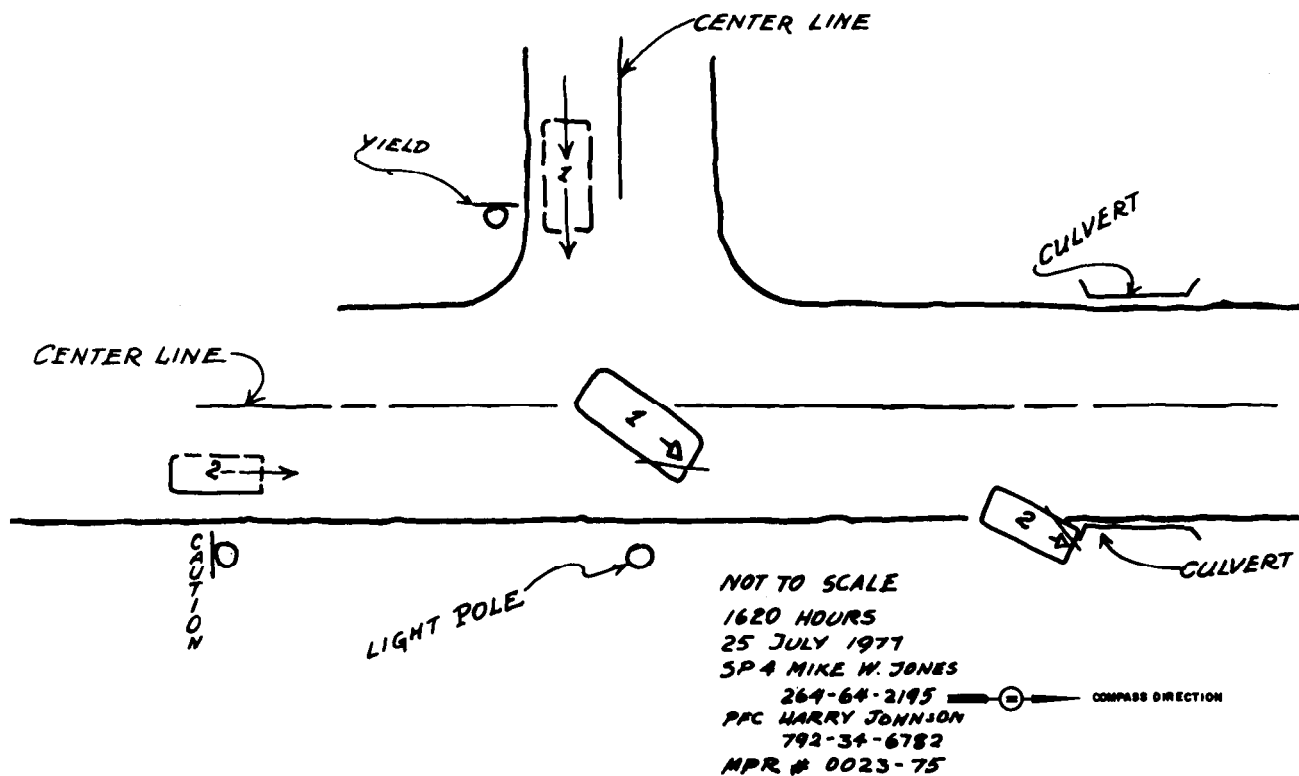 CENTER LINE
YIELD
1
CULVERT
CENTER LINE
1
2
2
CAUTION
LIGHT POLE
CULVERT
NOT TO SCALE
1620 HOURS
25 JULY 1977
SP4 MIKE W. JONES
264-64-2195
COMPASS DIRECTION
PFC HARRY JOHNSON
792-34-6782
MPR # 0023-75